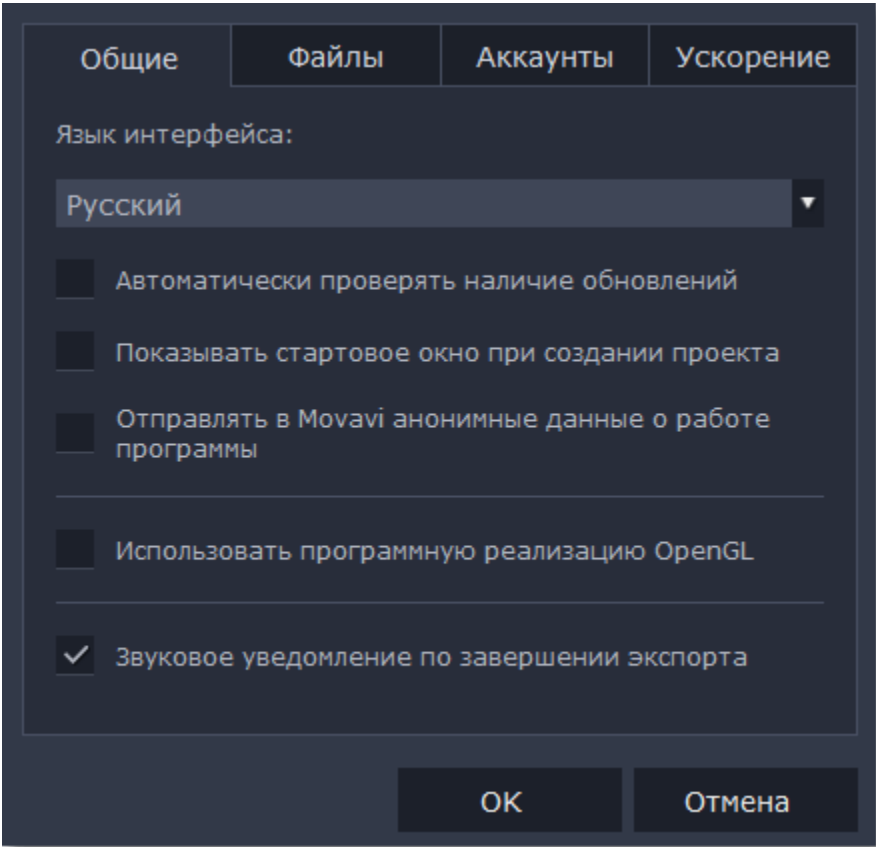 Общие
Файлы
Аккаунты
Ускорение
Язык интерфейса:
Русский
Автоматически проверять наличие обновлений
Показывать стартовое окно при создании проекта
Отправлять в Movavi анонимные данные о работе
программы
Использовать программную реализацию OpenGL
Звуковое уведомление по завершении экспорта
OK
Отмена